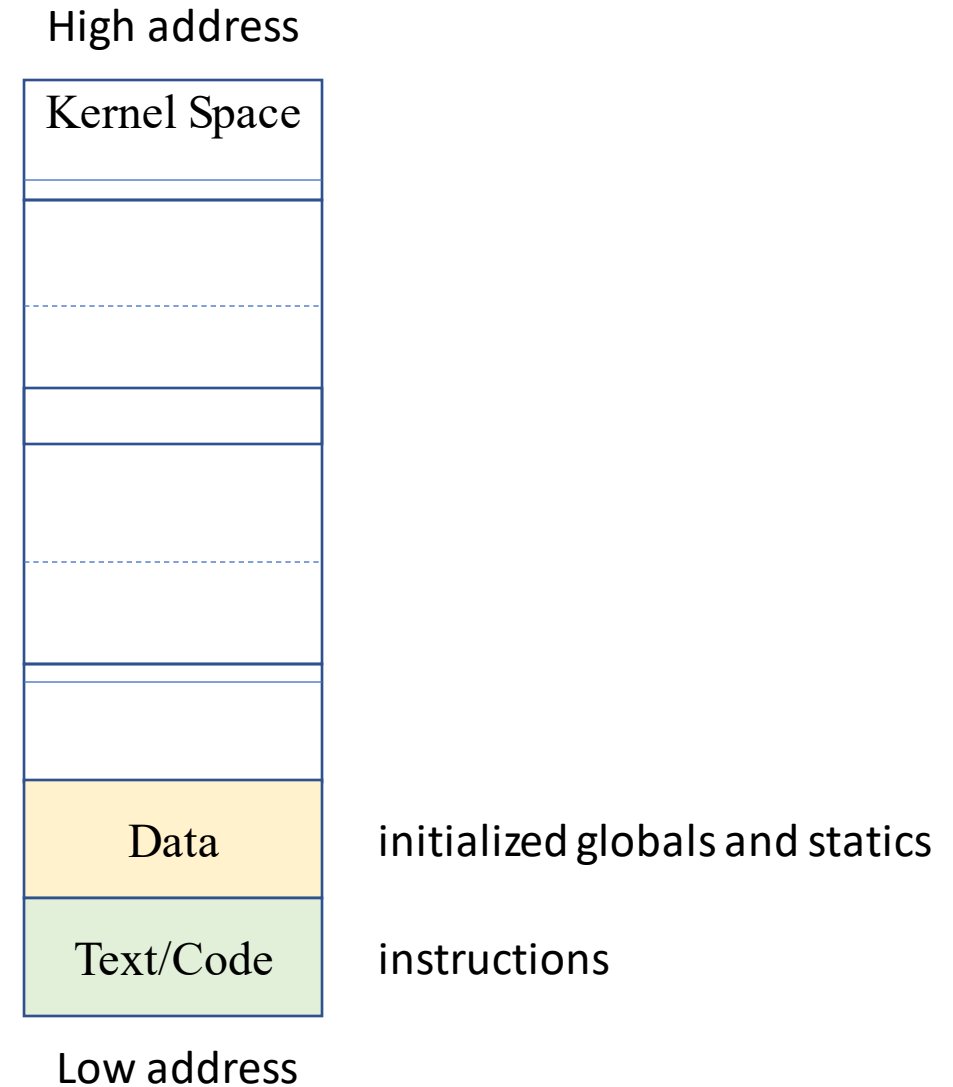 High address
Kernel Space
Data
initialized globals and statics
Text/Code
instructions
Low address